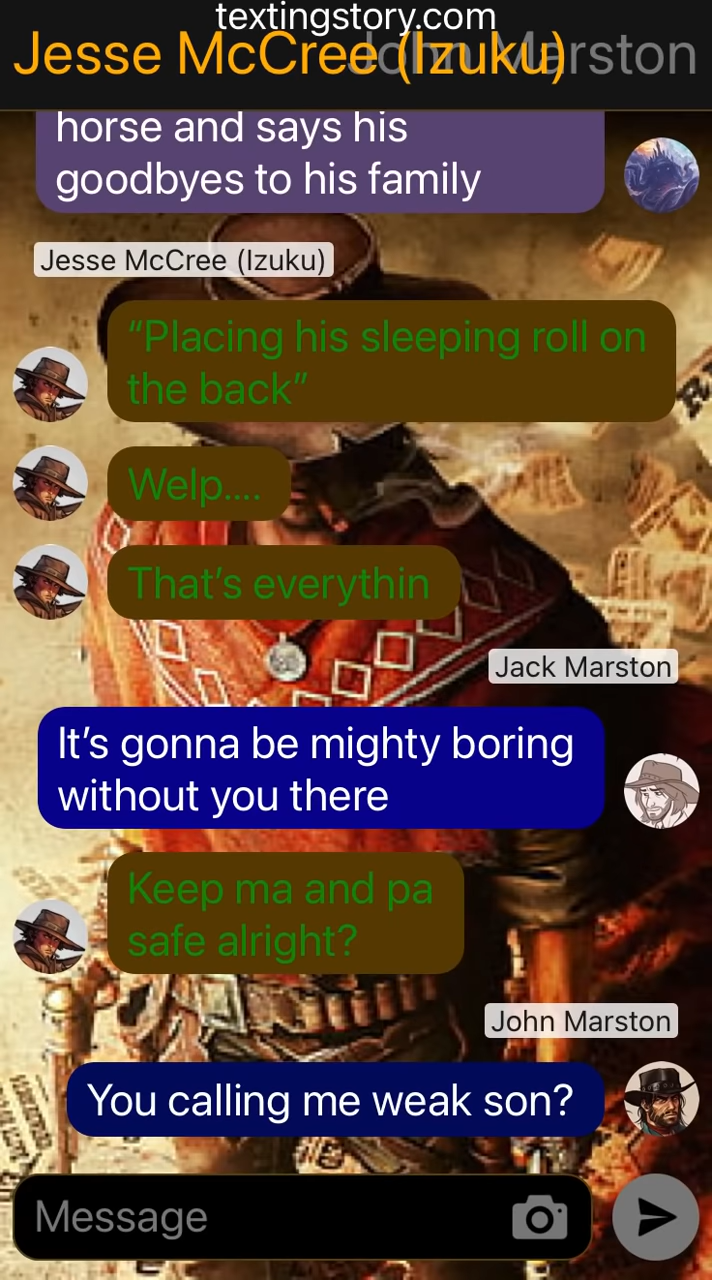 textingstory.com
Jesse McCree (Izuku)
John Marston
horse and says his
goodbyes to his family
Jesse McCree (Izuku)
“Placing his sleeping roll on
the back”
Welp....
That’s everythin
Jack Marston
It’s gonna be mighty boring
without you there
Keep ma and pa
safe alright?
John Marston
You calling me weak son?
Message